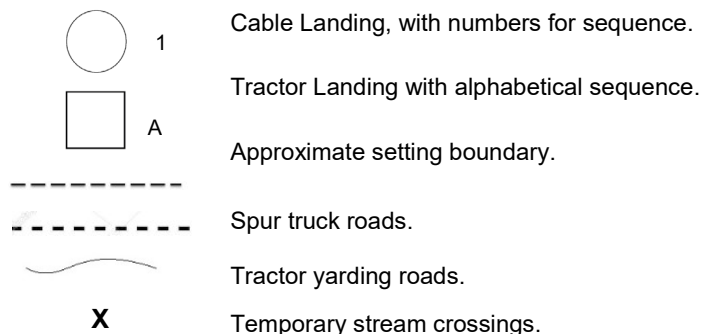 Cable Landing, with numbers for sequence.
1
Tractor Landing with alphabetical sequence.
A
Approximate setting boundary.
Spur truck roads.
Tractor yarding roads.
X
Temporary stream crossings.